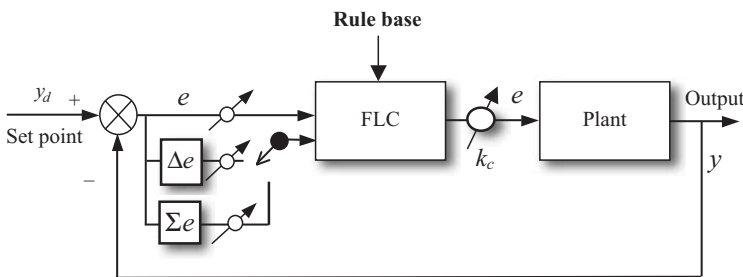 Rule base
y_d
+
e
e
Output
FLC
Plant
Set point
Δe
k_c
y
−
Σe